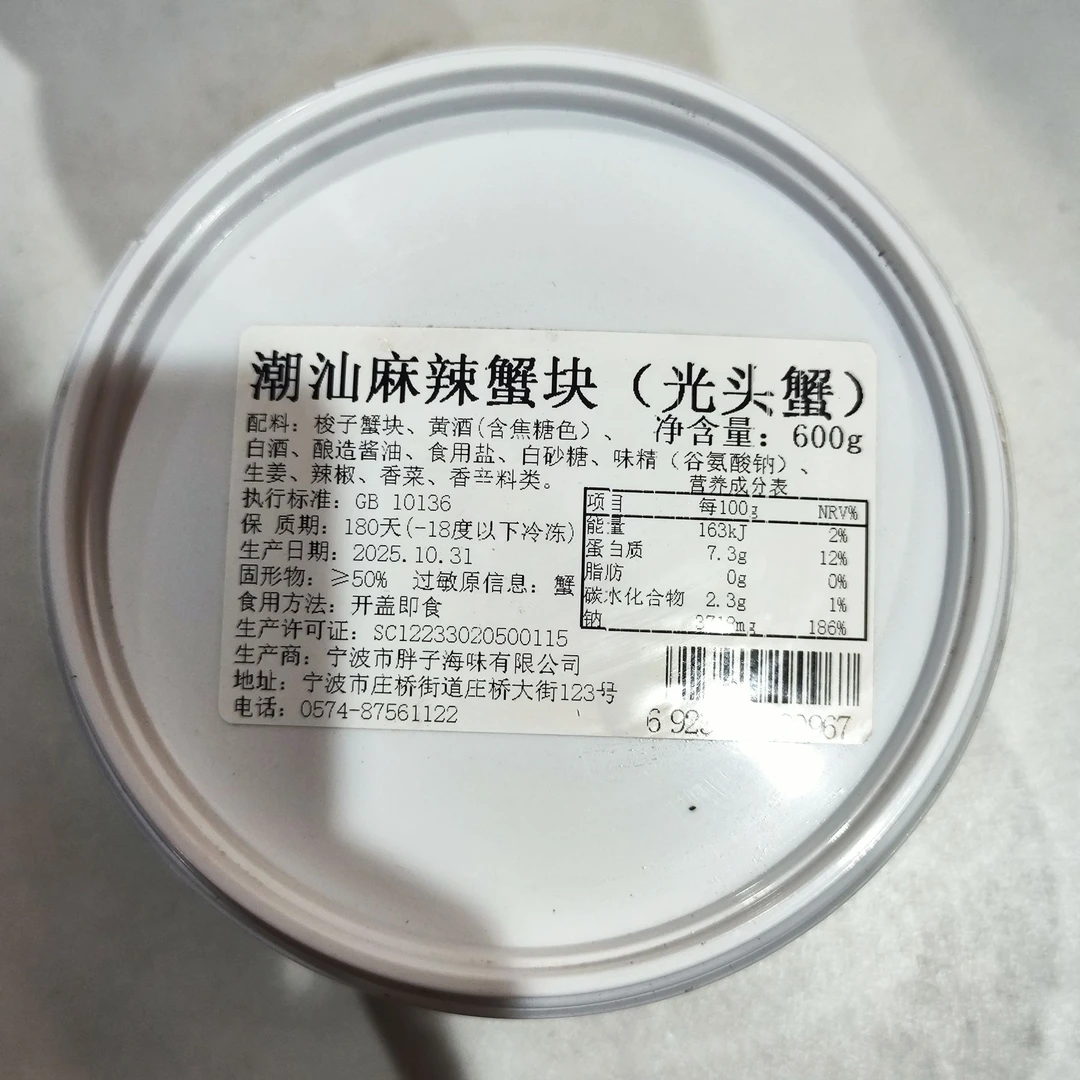 潮汕麻辣蟹块（光头蟹）
配料：梭子蟹块、黄酒(含焦糖色）、 净含量：600g
白酒、酿造酱油、食用盐、白砂糖、味精（谷氨酸钠）、
生姜、辣椒、香菜、香辛料类。
执行标准：GB 10136
保 质期：180天(-18度以下冷冻)
生产日期：2025.10.31
固形物：≥50% 过敏原信息：蟹
食用方法：开盖即食
生产许可证：SC12233020500115
生产商：宁波市胖子海味有限公司
地址：宁波市庄桥街道庄桥大街123号
电话：0574-87561122
营养成分表
项目 每100g NRV%
能量 163kJ 2%
蛋白质 7.3g 12%
脂肪 0g 0%
碳水化合物 2.3g 1%
钠 186%